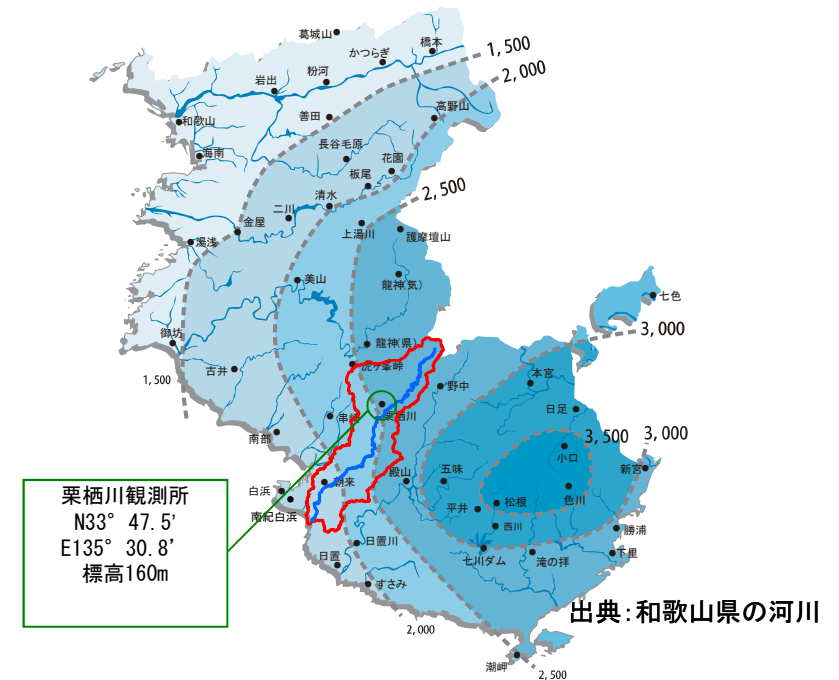 葛城山
橋本
かつらぎ
1,500
粉河
岩出
2,000
高野山
善田
和歌山
海南
長谷毛原
花園
板尾
清水
2,500
二川
金屋
上湯川
護摩壇山
湯浅
美山
龍神(気)
七色
3,000
御坊
龍神(県)
虎ケ峯峠
古井
1,500
本宮
野中
日足
栗栖川
串崎
南部
3,500
3,000
小口
新宮
殿山
五味
朝来
白浜
色川
松根
平井
南紀白浜
西川
勝浦
栗栖川観測所
N33°47.5'
E135°30.8’
標高160m
日置川
日置
七川ダム
滝の拝
下里
すさみ
出典:和歌山県の河川
2,000
潮岬
2,500